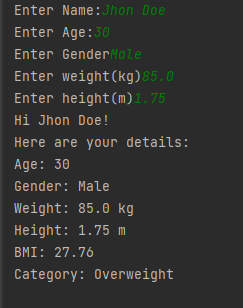 Enter Name:Jhon Doe
Enter Age:30
Enter GenderMale
Enter weight(kg)85.0
Enter height(m)1.75
Hi Jhon Doe!
Here are your details:
Age: 30
Gender: Male
Weight: 85.0 kg
Height: 1.75 m
BMI: 27.76
Category: Overweight